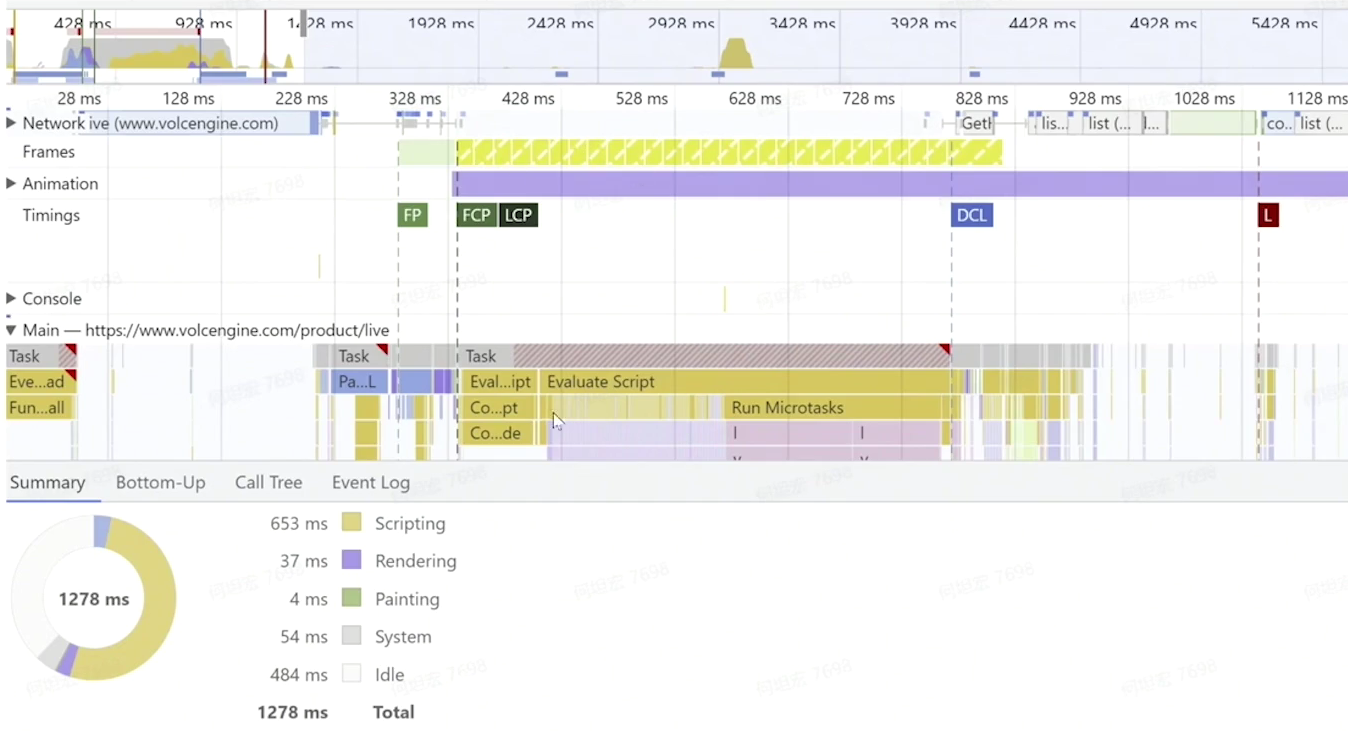 428 ms 928 ms 1428 ms 1928 ms 2428 ms 2928 ms 3428 ms 3928 ms 4428 ms 4928 ms 5428 ms
28 ms 128 ms 228 ms 328 ms 428 ms 528 ms 628 ms 728 ms 828 ms 928 ms 1028 ms 1128 ms
Network ive (www.volcengine.com) Geth lis... list (... l... co... list (...
Frames
Animation
Timings FP FCP LCP DCL L
Console
Main — https://www.volcengine.com/product/live
Task Task Task
Eve...ad Pa...L Eval...ipt Evaluate Script
Fun...all Co...pt Run Microtasks
Co...de l l
Summary Bottom-Up Call Tree Event Log
653 ms Scripting
37 ms Rendering
1278 ms
4 ms Painting
54 ms System
484 ms Idle
1278 ms Total